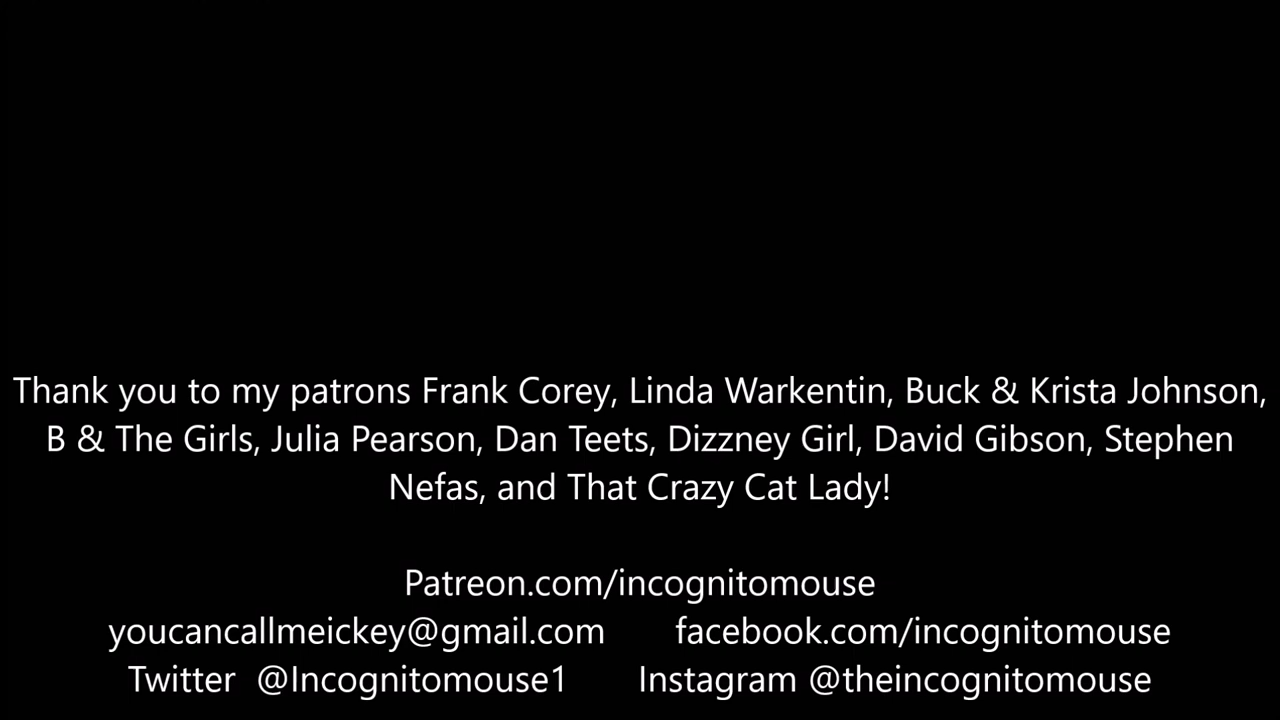 Thank you to my patrons Frank Corey, Linda Warkentin, Buck & Krista Johnson,
B & The Girls, Julia Pearson, Dan Teets, Dizzney Girl, David Gibson, Stephen
Nefas, and That Crazy Cat Lady!
Patreon.com/incognitomouse
youcancallmeickey@gmail.com facebook.com/incognitomouse
Twitter @Incognitomouse1 Instagram @theincognitomouse